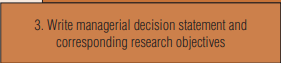 3. Write managerial decision statement and
corresponding research objectives